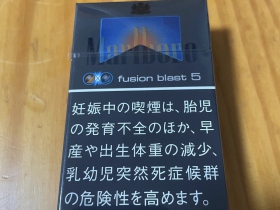 Marlboro
fusion blast 5
妊娠中の喫煙は、胎児
の発育不全のほか、早
産や出生体重の減少、
乳幼児突然死症候群
の危険性を高めます。